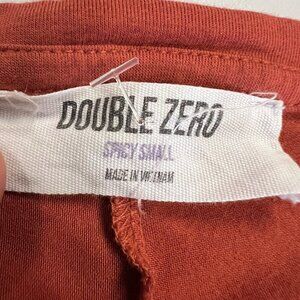 DOUBLE ZERO
SPICY SMALL
MADE IN VIETNAM